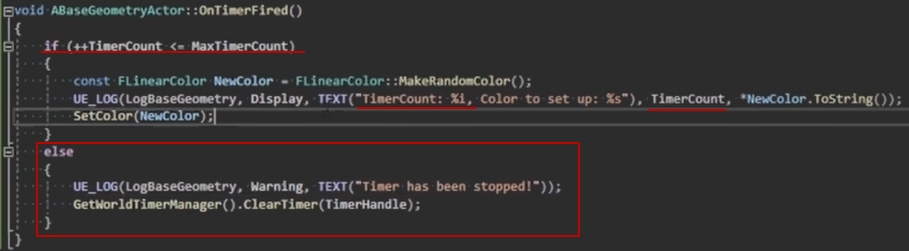 void ABaseGeometryActor::OnTimerFired()
{
if (++TimerCount <= MaxTimerCount)
{
const FLinearColor NewColor = FLinearColor::MakeRandomColor();
UE_LOG(LogBaseGeometry, Display, TEXT("TimerCount: %i, Color to set up: %s"), TimerCount, *NewColor.ToString());
SetColor(NewColor);
}
else
{
UE_LOG(LogBaseGeometry, Warning, TEXT("Timer has been stopped!"));
GetWorldTimerManager().ClearTimer(TimerHandle);
}
}